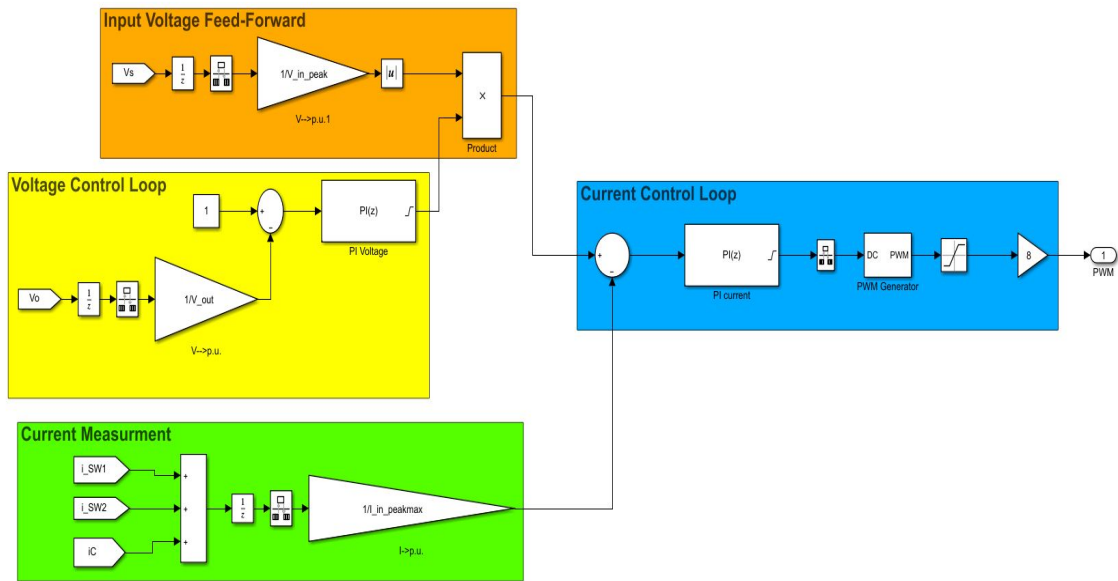 Input Voltage Feed-Forward
Vs
1
z
1/V_in_peak
|u|
X
V-->p.u.1
Product
Voltage Control Loop
1
+
−
PI(z)
PI Voltage
Vo
1
z
1/V_out
V-->p.u.
Current Control Loop
+
−
PI(z)
PI current
DC PWM
PWM Generator
8
1
PWM
Current Measurment
i_SW1
i_SW2
iC
+
+
+
1
z
1/I_in_peakmax
I->p.u.